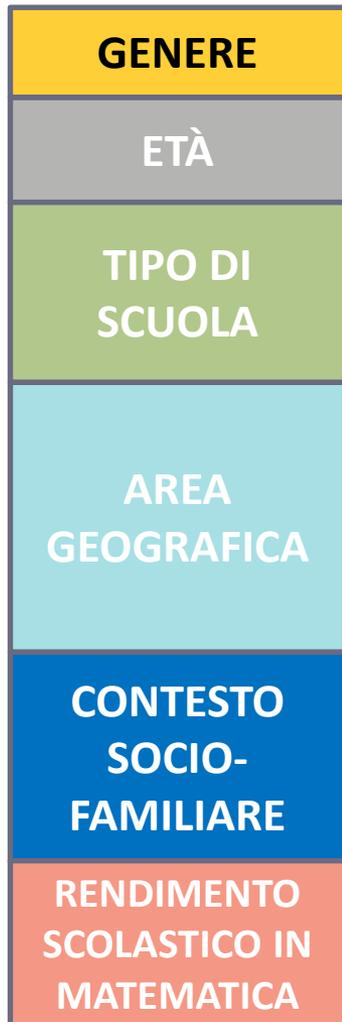 GENERE
ETÀ
TIPO DI
SCUOLA
AREA
GEOGRAFICA
CONTESTO
SOCIO-
FAMILIARE
RENDIMENTO
SCOLASTICO IN
MATEMATICA